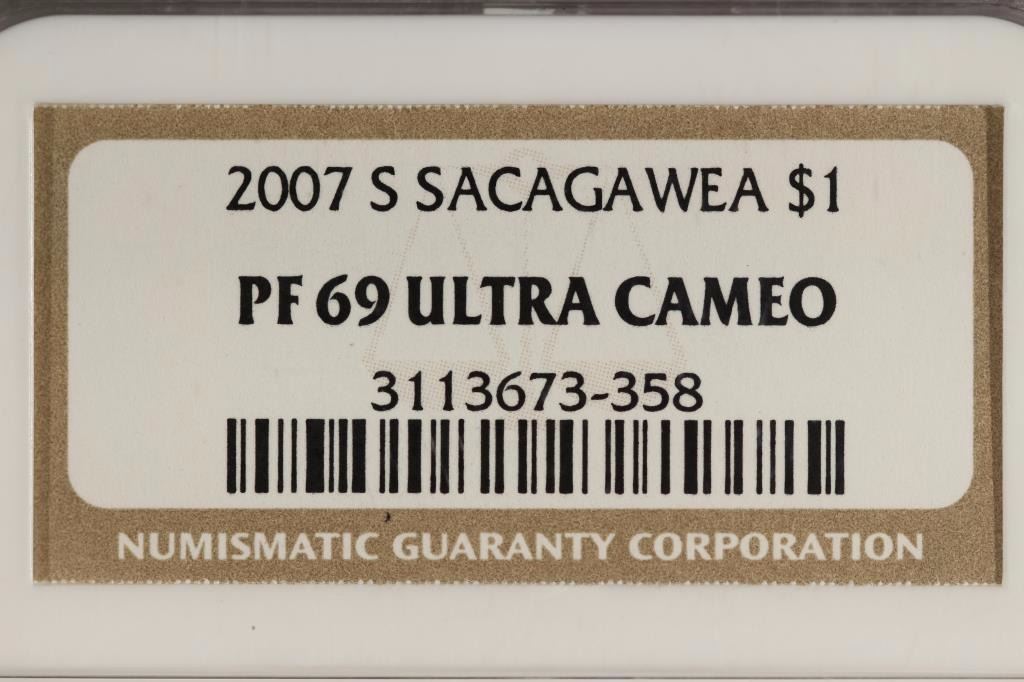 2007 S SACAGAWEA $1
PF 69 ULTRA CAMEO
3113673-358
NUMISMATIC GUARANTY CORPORATION